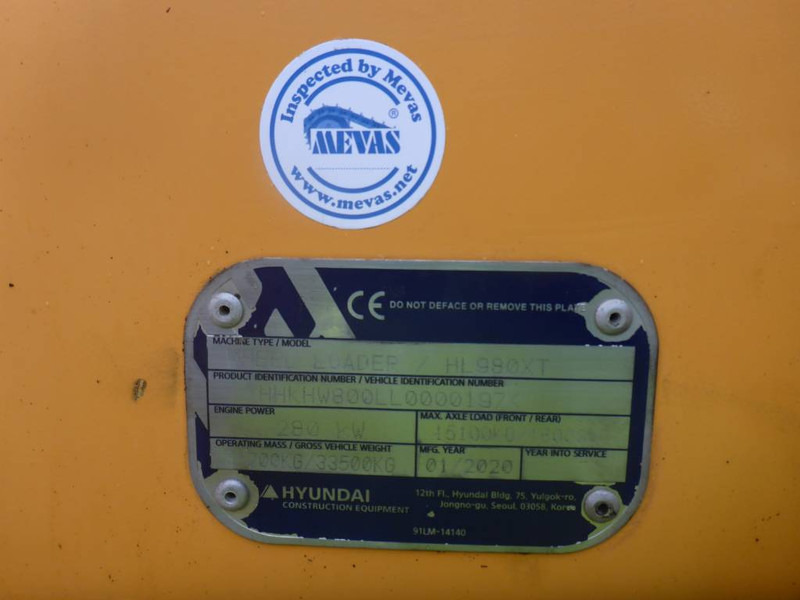 Inspected by Mevas
MEVAS ®
www.mevas.net
CE DO NOT DEFACE OR REMOVE THIS PLATE
MACHINE TYPE / MODEL
LOADER / HL980XT
PRODUCT IDENTIFICATION NUMBER / VEHICLE IDENTIFICATION NUMBER
ENGINE POWER
MAX. AXLE LOAD (FRONT / REAR)
280 KW
OPERATING MASS / GROSS VEHICLE WEIGHT
MFG. YEAR
YEAR INTO SERVICE
/33500KG
01/2020
HYUNDAI
CONSTRUCTION EQUIPMENT
12th Fl., Hyundai Bldg. 75, Yulgok-ro,
Jongno-gu, Seoul, 03058, Korea
91LM-14140